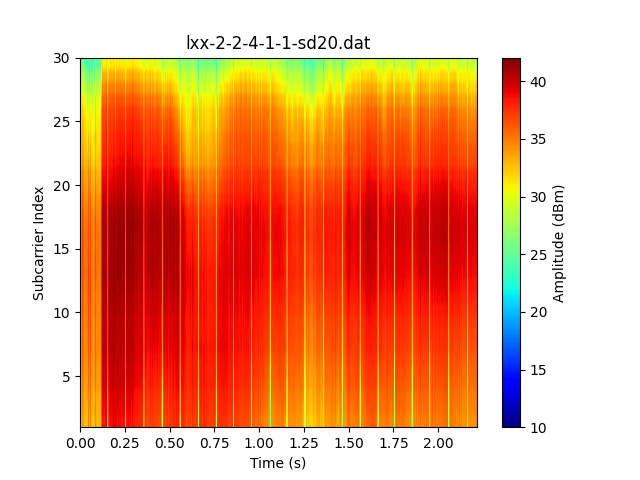 lxx-2-2-4-1-1-sd20.dat
30
25
20
15
10
5
Subcarrier Index
0.00 0.25 0.50 0.75 1.00 1.25 1.50 1.75 2.00
Time (s)
40
35
30
25
20
15
10
Amplitude (dBm)